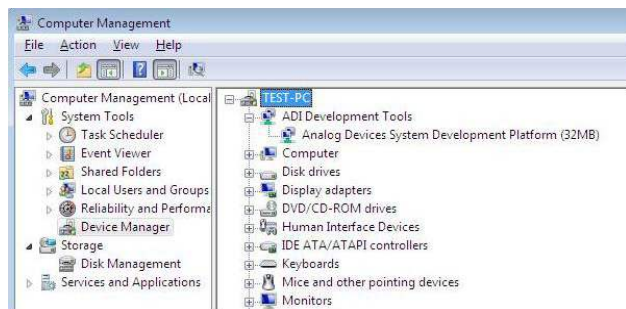 Computer Management
File Action View Help
Computer Management (Local
System Tools
Task Scheduler
Event Viewer
Shared Folders
Local Users and Groups
Reliability and Performa
Device Manager
Storage
Disk Management
Services and Applications
TEST-PC
ADI Development Tools
Analog Devices System Development Platform (32MB)
Computer
Disk drives
Display adapters
DVD/CD-ROM drives
Human Interface Devices
IDE ATA/ATAPI controllers
Keyboards
Mice and other pointing devices
Monitors